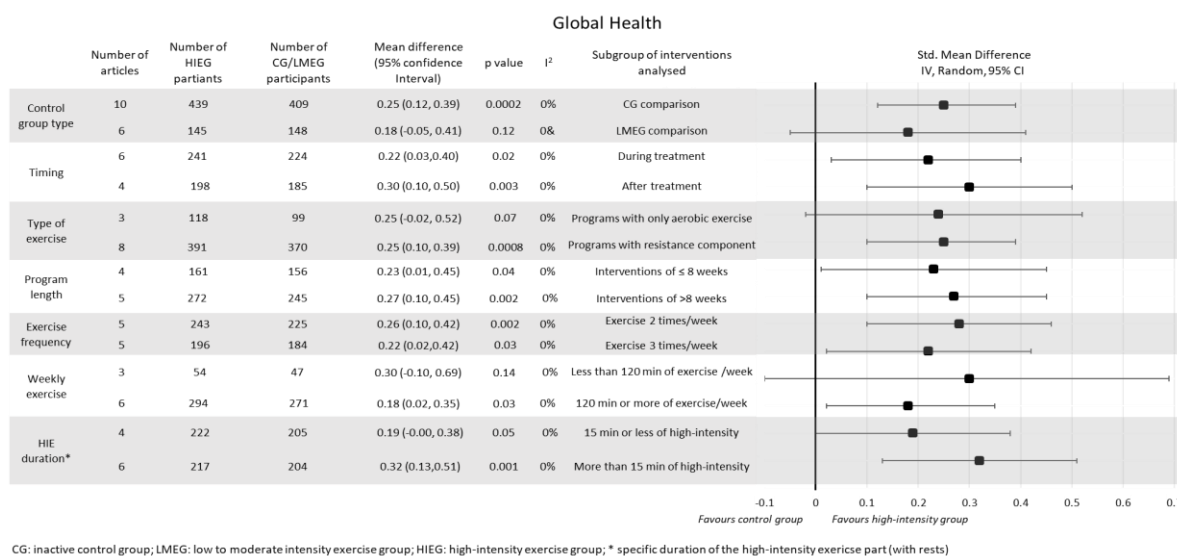 Global Health
Number of articles Number of HIEG partiants Number of CG/LMEG participants Mean difference (95% confidence Interval) p value I² Subgroup of interventions analysed Std. Mean Difference IV, Random, 95% CI
Control group type
10 439 409 0.25 (0.12, 0.39) 0.0002 0% CG comparison
6 145 148 0.18 (-0.05, 0.41) 0.12 0& LMEG comparison
Timing
6 241 224 0.22 (0.03,0.40) 0.02 0% During treatment
4 198 185 0.30 (0.10, 0.50) 0.003 0% After treatment
Type of exercise
3 118 99 0.25 (-0.02, 0.52) 0.07 0% Programs with only aerobic exercise
8 391 370 0.25 (0.10, 0.39) 0.0008 0% Programs with resistance component
Program length
4 161 156 0.23 (0.01, 0.45) 0.04 0% Interventions of ≤ 8 weeks
5 272 245 0.27 (0.10, 0.45) 0.002 0% Interventions of >8 weeks
Exercise frequency
5 243 225 0.26 (0.10, 0.42) 0.002 0% Exercise 2 times/week
5 196 184 0.22 (0.02,0.42) 0.03 0% Exercise 3 times/week
Weekly exercise
3 54 47 0.30 (-0.10, 0.69) 0.14 0% Less than 120 min of exercise /week
6 294 271 0.18 (0.02, 0.35) 0.03 0% 120 min or more of exercise/week
HIE duration*
4 222 205 0.19 (-0.00, 0.38) 0.05 0% 15 min or less of high-intensity
6 217 204 0.32 (0.13,0.51) 0.001 0% More than 15 min of high-intensity
-0.1 0 0.1 0.2 0.3 0.4 0.5 0.6 0.7
Favours control group Favours high-intensity group
CG: inactive control group; LMEG: low to moderate intensity exercise group; HIEG: high-intensity exercise group; * specific duration of the high-intensity exericse part (with rests)